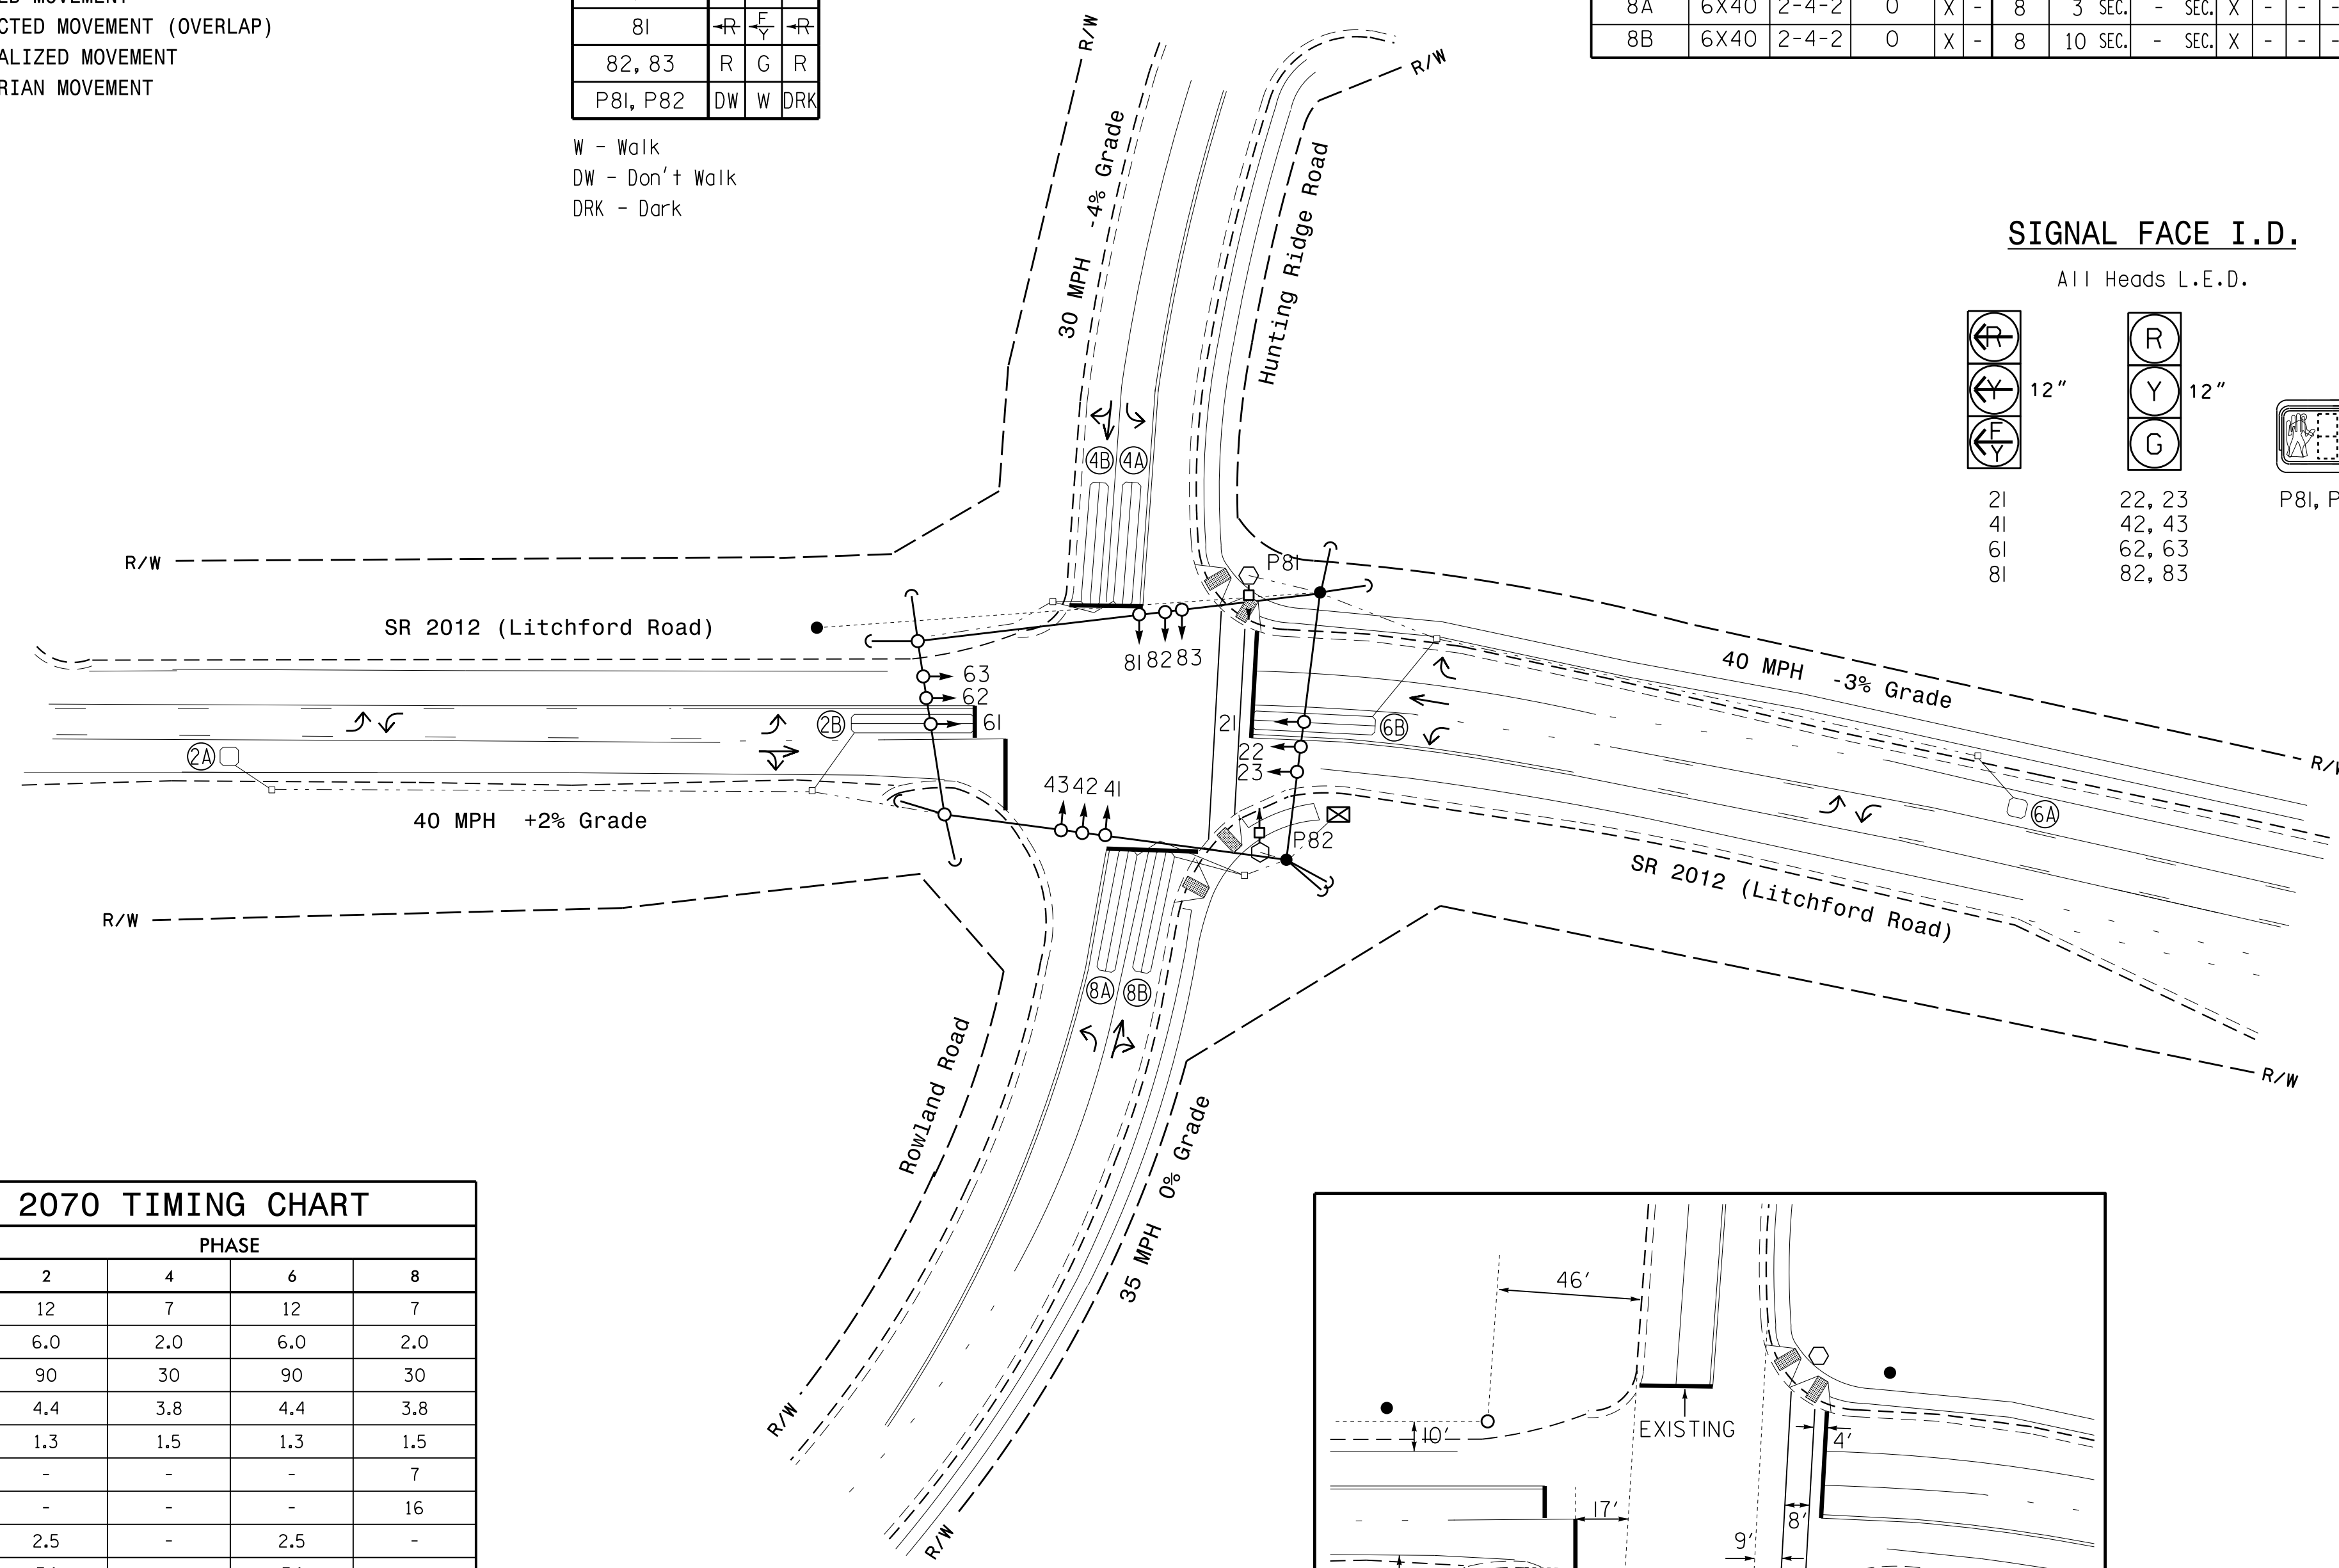 CTED MOVEMENT (OVERLAP)
ALIZED MOVEMENT
RIAN MOVEMENT
81 R F Y R
82, 83 R G R
P81, P82 DW W DRK
W - Walk
DW - Don't Walk
DRK - Dark
8A 6X40 2-4-2 0 X - 8 3 SEC. - SEC. X - - -
8B 6X40 2-4-2 0 X - 8 10 SEC. - SEC. X - - -
SIGNAL FACE I.D.
All Heads L.E.D.
R R
Y 12" Y 12"
F Y G
21 22, 23 P81, P
41 42, 43
61 62, 63
81 82, 83
R/W
R/W
30 MPH -4% Grade
Hunting Ridge Road
4B 4A
R/W
P81
SR 2012 (Litchford Road)
81 82 83
63
62
61
2B
2A
21
22
23
6B
40 MPH -3% Grade
R/W
6A
43 42 41
P82
40 MPH +2% Grade
SR 2012 (Litchford Road)
R/W
8A 8B
Rowland Road
R/W
35 MPH 0% Grade
R/W
R/W
2070 TIMING CHART
PHASE
2 4 6 8
12 7 12 7
6.0 2.0 6.0 2.0
90 30 90 30
4.4 3.8 4.4 3.8
1.3 1.5 1.3 1.5
- - - 7
- - - 16
2.5 - 2.5 -
46'
EXISTING
10'
4'
17'
8'
9'